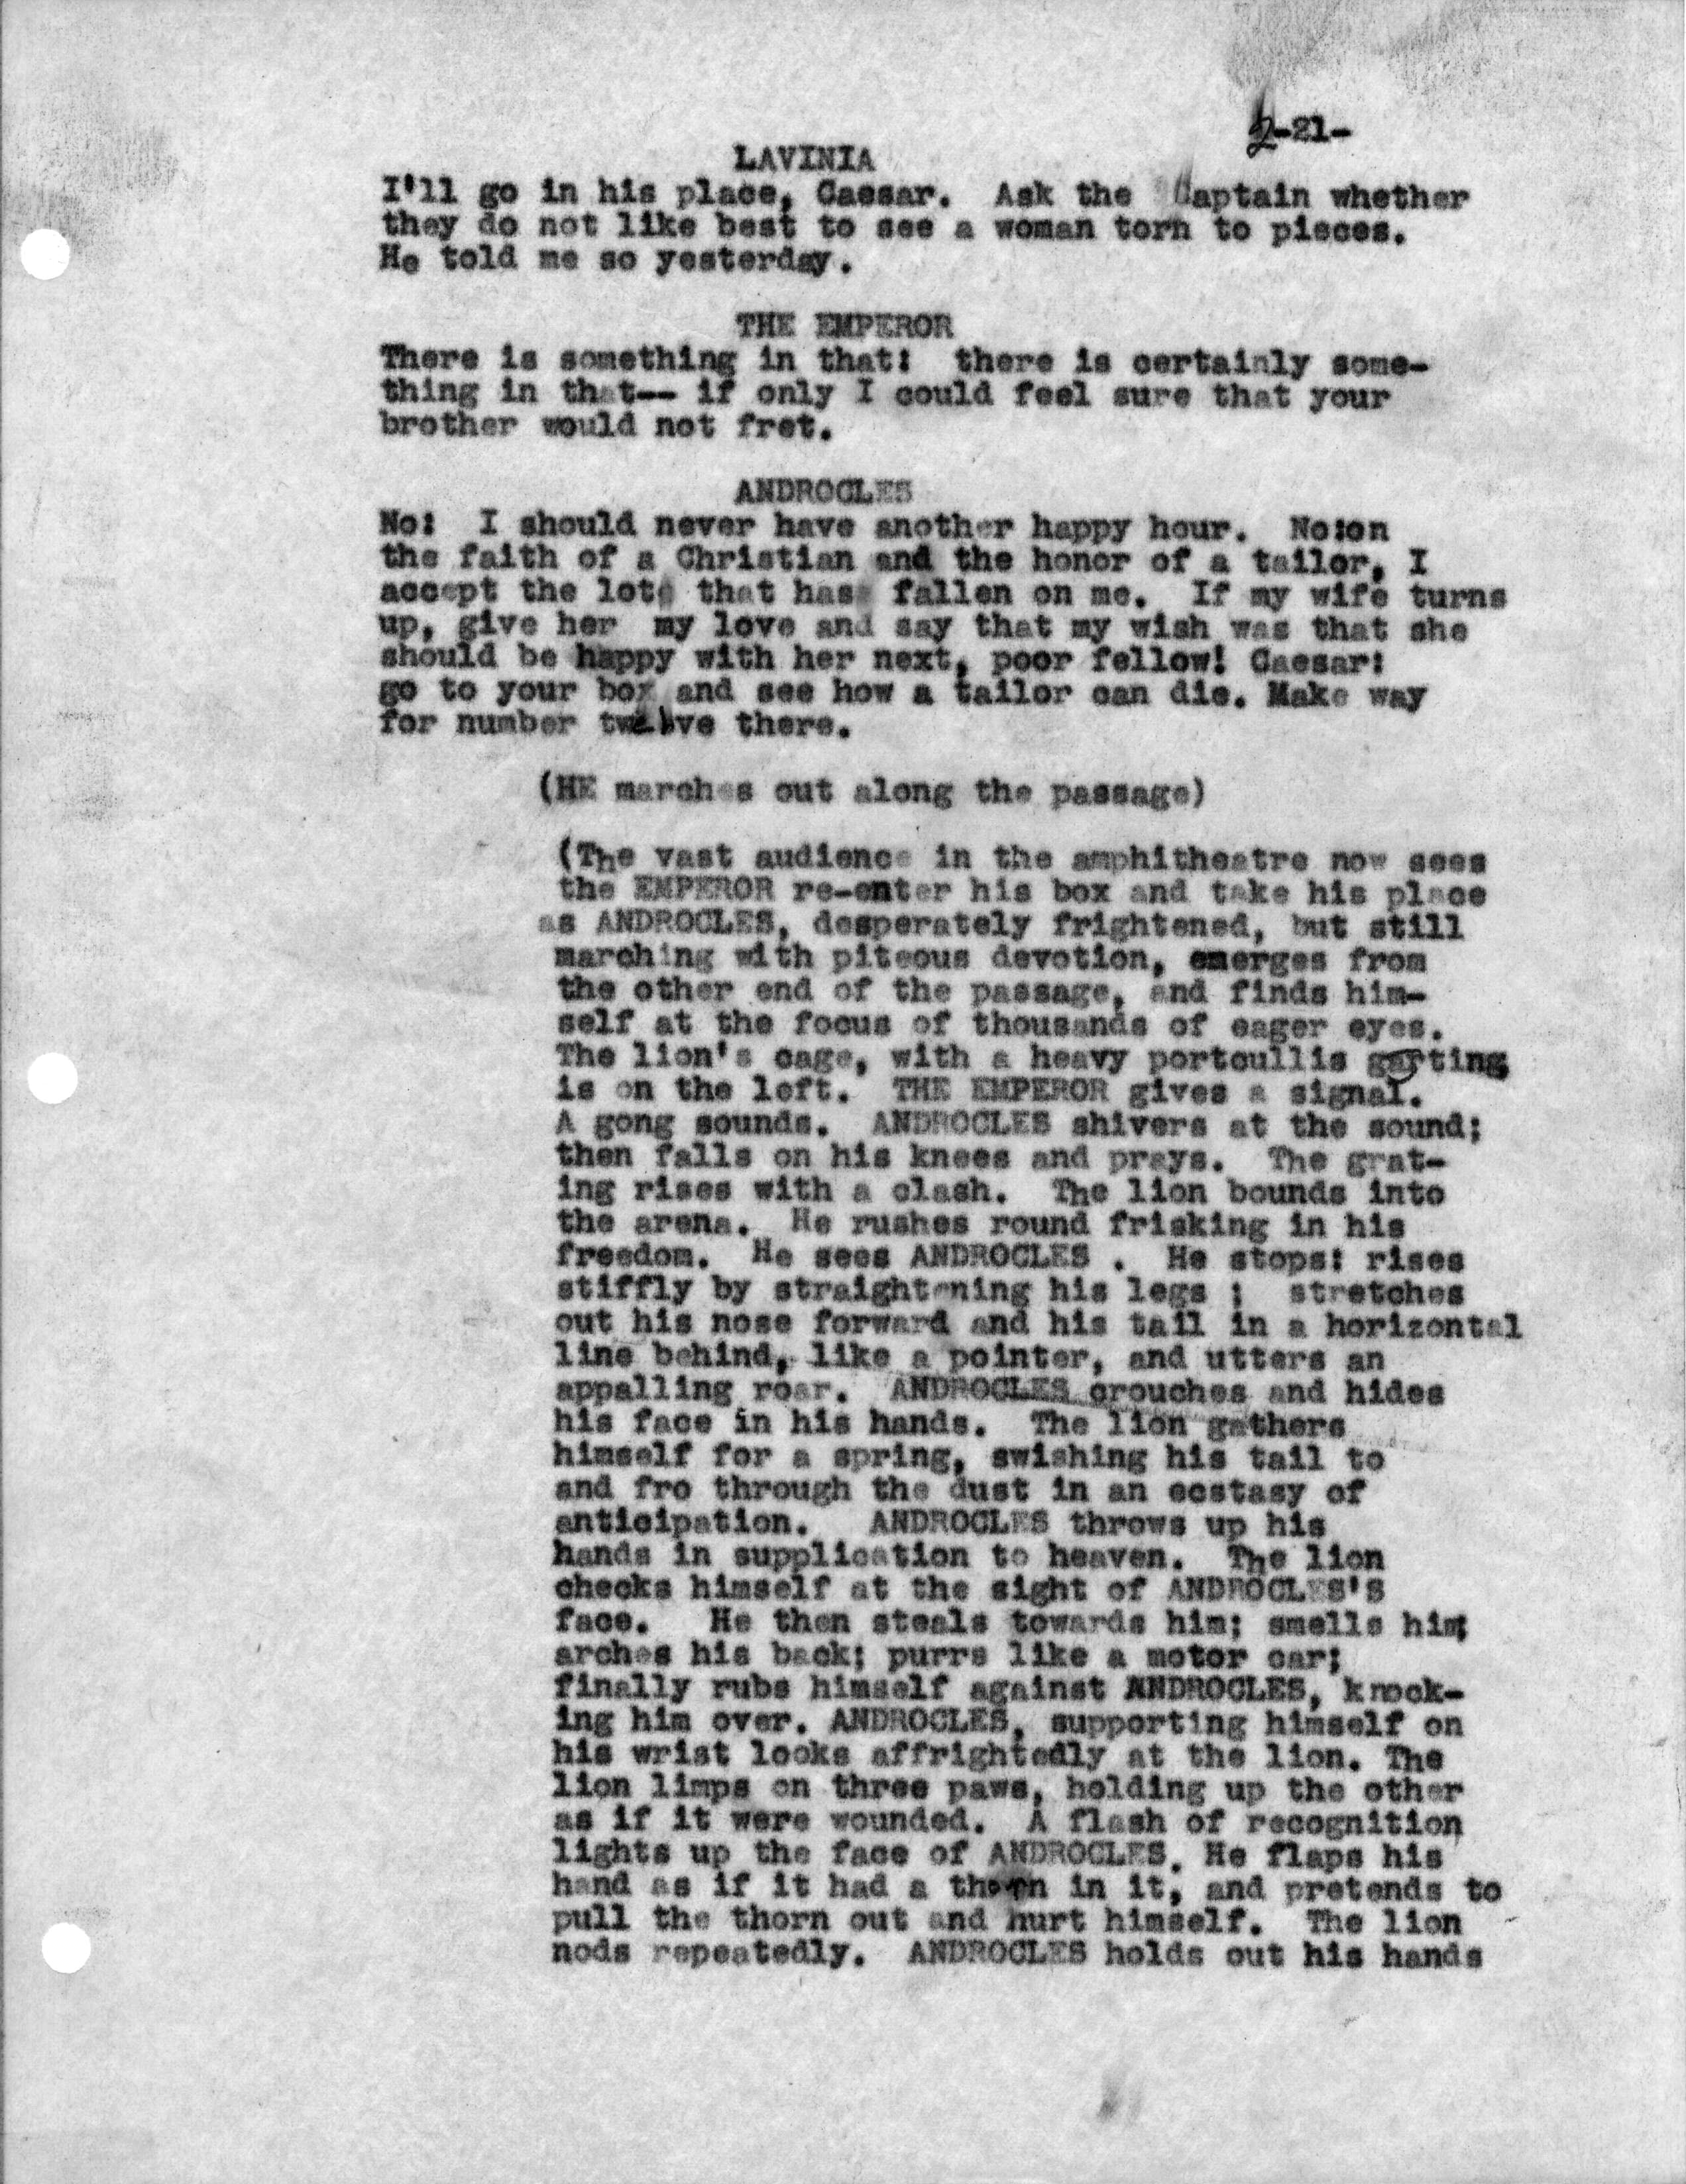 2-21-
LAVINIA
I'll go in his place, Caesar. Ask the Captain whether
they do not like best to see a woman torn to pieces.
He told me so yesterday.
THE EMPEROR
There is something in that: there is certainly some-
thing in that-- if only I could feel sure that your
brother would not fret.
ANDROCLES
No: I should never have another happy hour. No:on
the faith of a Christian and the honor of a tailor, I
accept the lot that has fallen on me. If my wife turns
up, give her my love and say that my wish was that she
should be happy with her next, poor fellow! Caesar:
go to your box and see how a tailor can die. Make way
for number twelve there.
(HE marches out along the passage)
(The vast audience in the amphitheatre now sees
the EMPEROR re-enter his box and take his place
as ANDROCLES, desperately frightened, but still
marching with piteous devotion, emerges from
the other end of the passage, and finds him-
self at the focus of thousands of eager eyes.
The lion's cage, with a heavy portcullis garting
is on the left. THE EMPEROR gives a signal.
A gong sounds. ANDROCLES shivers at the sound;
then falls on his knees and prays. The grat-
ing rises with a clash. The lion bounds into
the arena. He rushes round frisking in his
freedom. He sees ANDROCLES . He stops: rises
stiffly by straightening his legs ; stretches
out his nose forward and his tail in a horizontal
line behind, like a pointer, and utters an
appalling roar. ANDROCLES crouches and hides
his face in his hands. The lion gathers
himself for a spring, swishing his tail to
and fro through the dust in an ecstasy of
anticipation. ANDROCLES throws up his
hands in supplication to heaven. The lion
checks himself at the sight of ANDROCLES'S
face. He then steals towards him; smells him;
arches his back; purrs like a motor car;
finally rubs himself against ANDROCLES, knock-
ing him over. ANDROCLES, supporting himself on
his wrist looks affrightedly at the lion. The
lion limps on three paws, holding up the other
as if it were wounded. A flash of recognition
lights up the face of ANDROCLES. He flaps his
hand as if it had a thorn in it, and pretends to
pull the thorn out and hurt himself. The lion
nods repeatedly. ANDROCLES holds out his hands